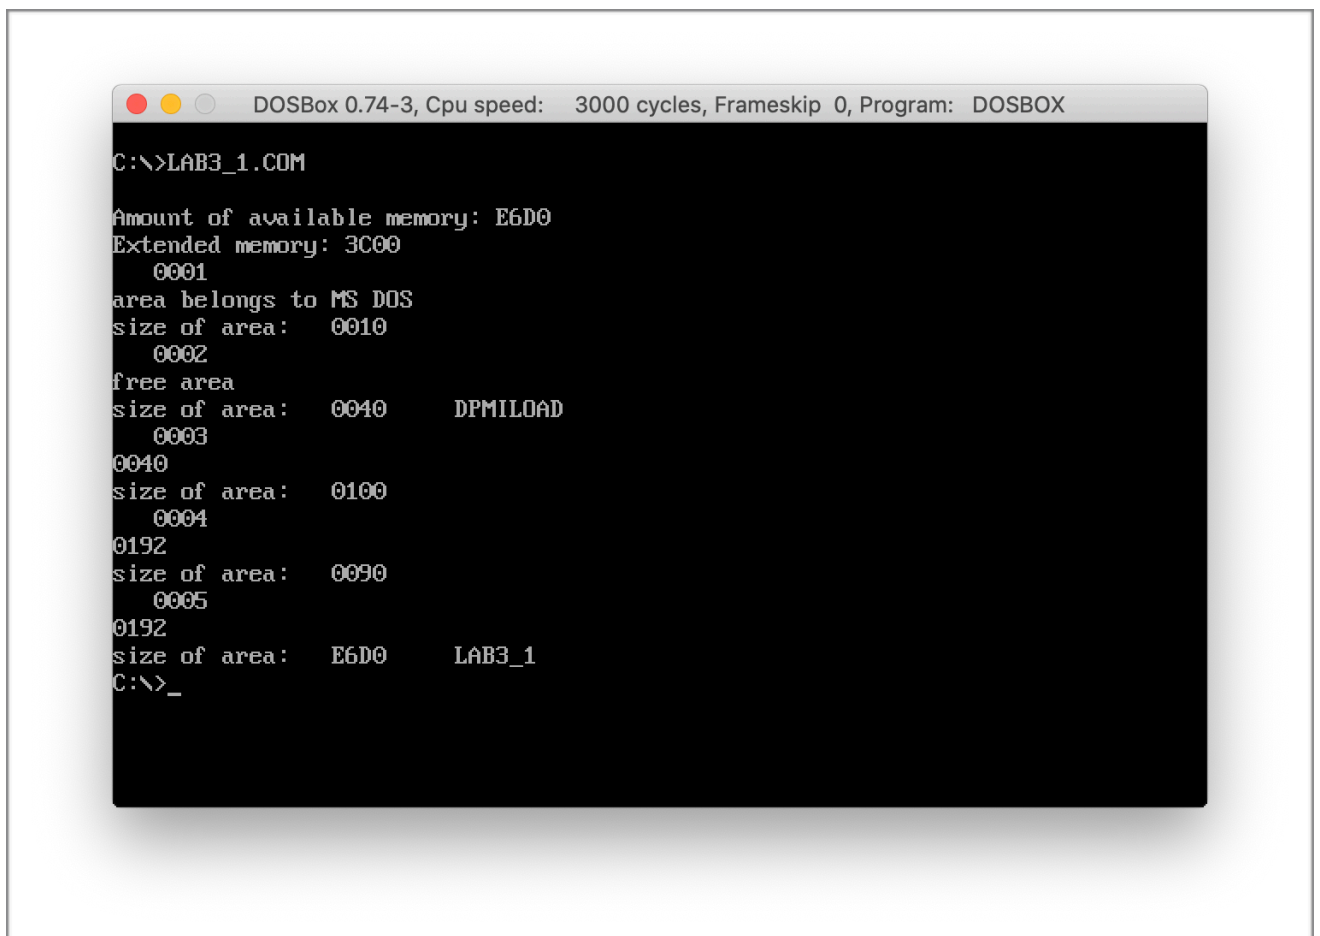 DOSBox 0.74-3, Cpu speed: 3000 cycles, Frameskip 0, Program: DOSBOX
C:\>LAB3_1.COM
Amount of available memory: E6D0
Extended memory: 3C00
0001
area belongs to MS DOS
size of area: 0010
0002
free area
size of area: 0040 DPMILOAD
0003
0040
size of area: 0100
0004
0192
size of area: 0090
0005
0192
size of area: E6D0 LAB3_1
C:\>_